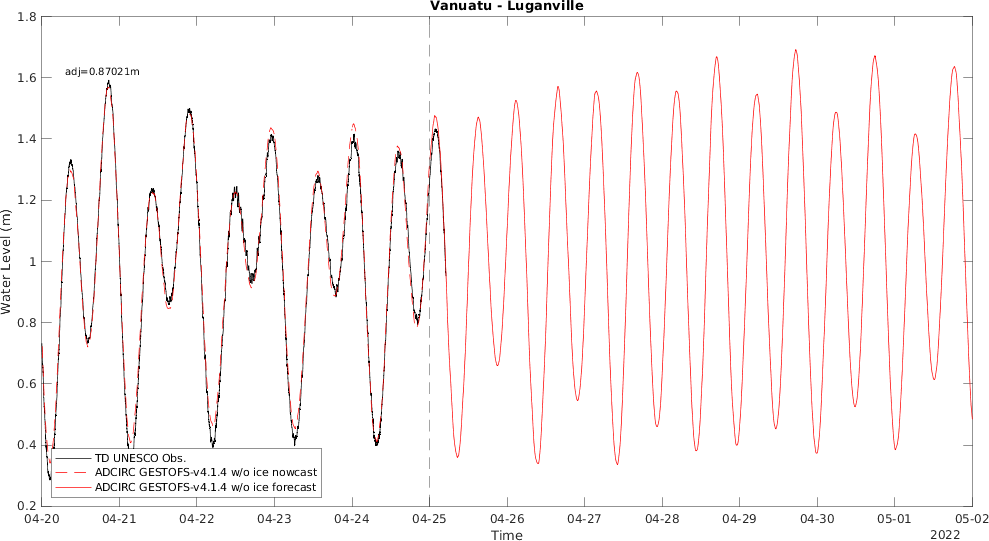 Vanuatu - Luganville
adj=0.87021m
Water Level (m)
1.8
1.6
1.4
1.2
1
0.8
0.6
0.4
0.2
TD UNESCO Obs.
ADCIRC GESTOFS-v4.1.4 w/o ice nowcast
ADCIRC GESTOFS-v4.1.4 w/o ice forecast
04-20 04-21 04-22 04-23 04-24 04-25 04-26 04-27 04-28 04-29 04-30 05-01 05-02
Time
2022